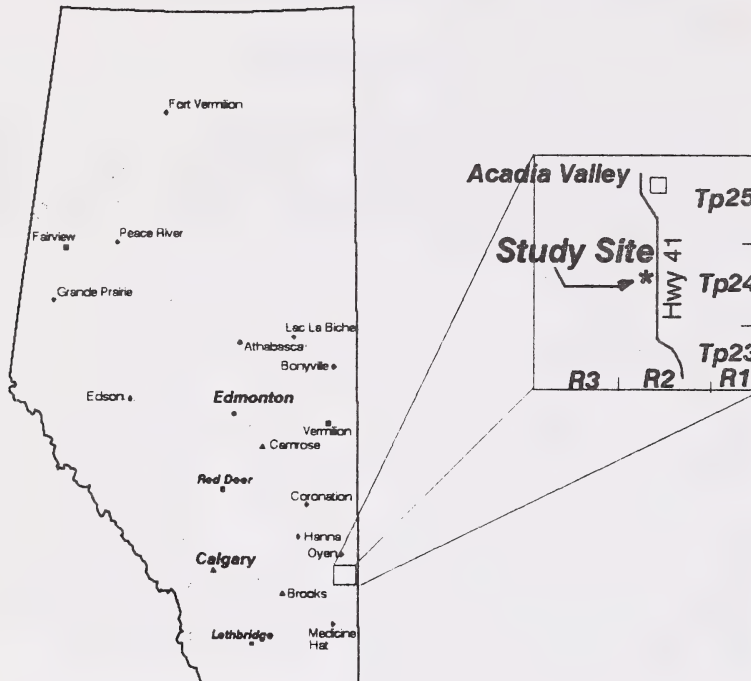 Fort Vermilion
Fairview
Peace River
Grande Prairie
Lac La Biche
Athabasca
Bonyville
Edson
Edmonton
Vermilion
Camrose
Red Deer
Coronation
Hanna
Oyen
Calgary
Brooks
Lethbridge
Medicine
Hat
Acadia Valley
Tp25
Study Site
*
Hwy 41
Tp24
Tp23
R3
R2
R1